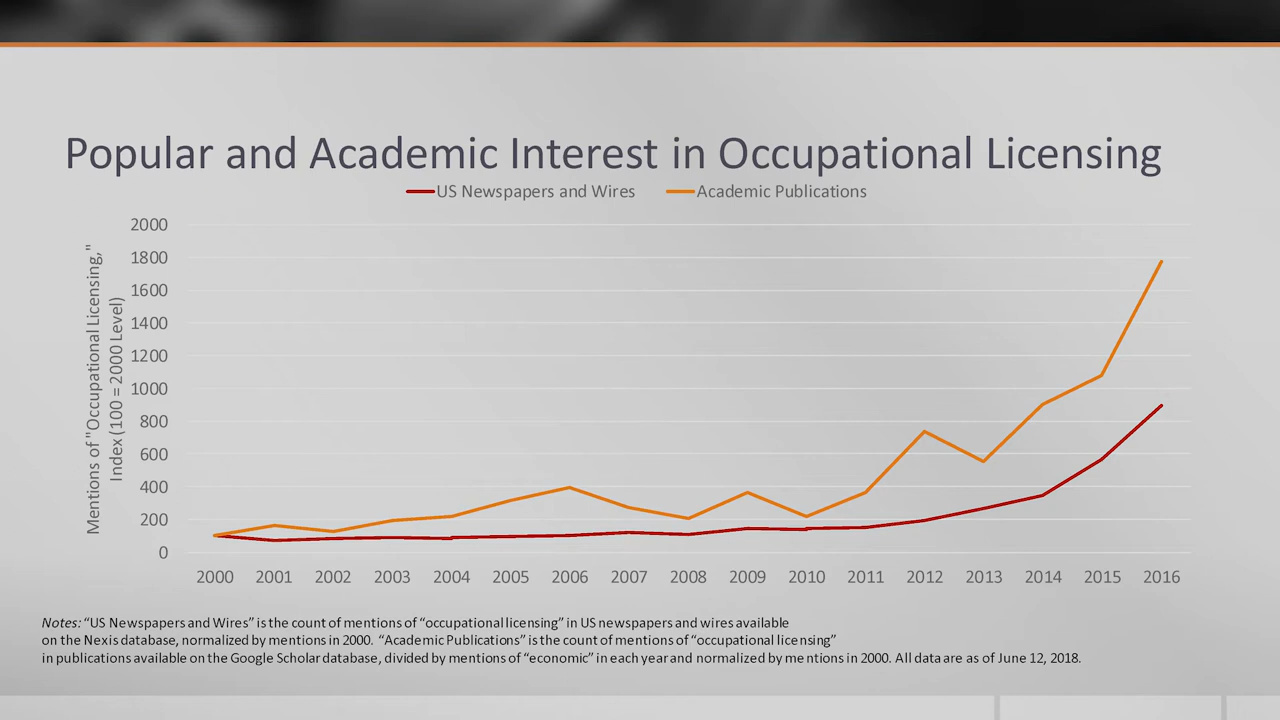 Popular and Academic Interest in Occupational Licensing
US Newspapers and Wires
Academic Publications
Mentions of "Occupational Licensing,"
Index (100 = 2000 Level)
2000
1800
1600
1400
1200
1000
800
600
400
200
0
2000 2001 2002 2003 2004 2005 2006 2007 2008 2009 2010 2011 2012 2013 2014 2015 2016
Notes: “US Newspapers and Wires” is the count of mentions of “occupational licensing” in US newspapers and wires available
on the Nexis database, normalized by mentions in 2000. “Academic Publications” is the count of mentions of “occupational licensing”
in publications available on the Google Scholar database, divided by mentions of “economic” in each year and normalized by mentions in 2000. All data are as of June 12, 2018.